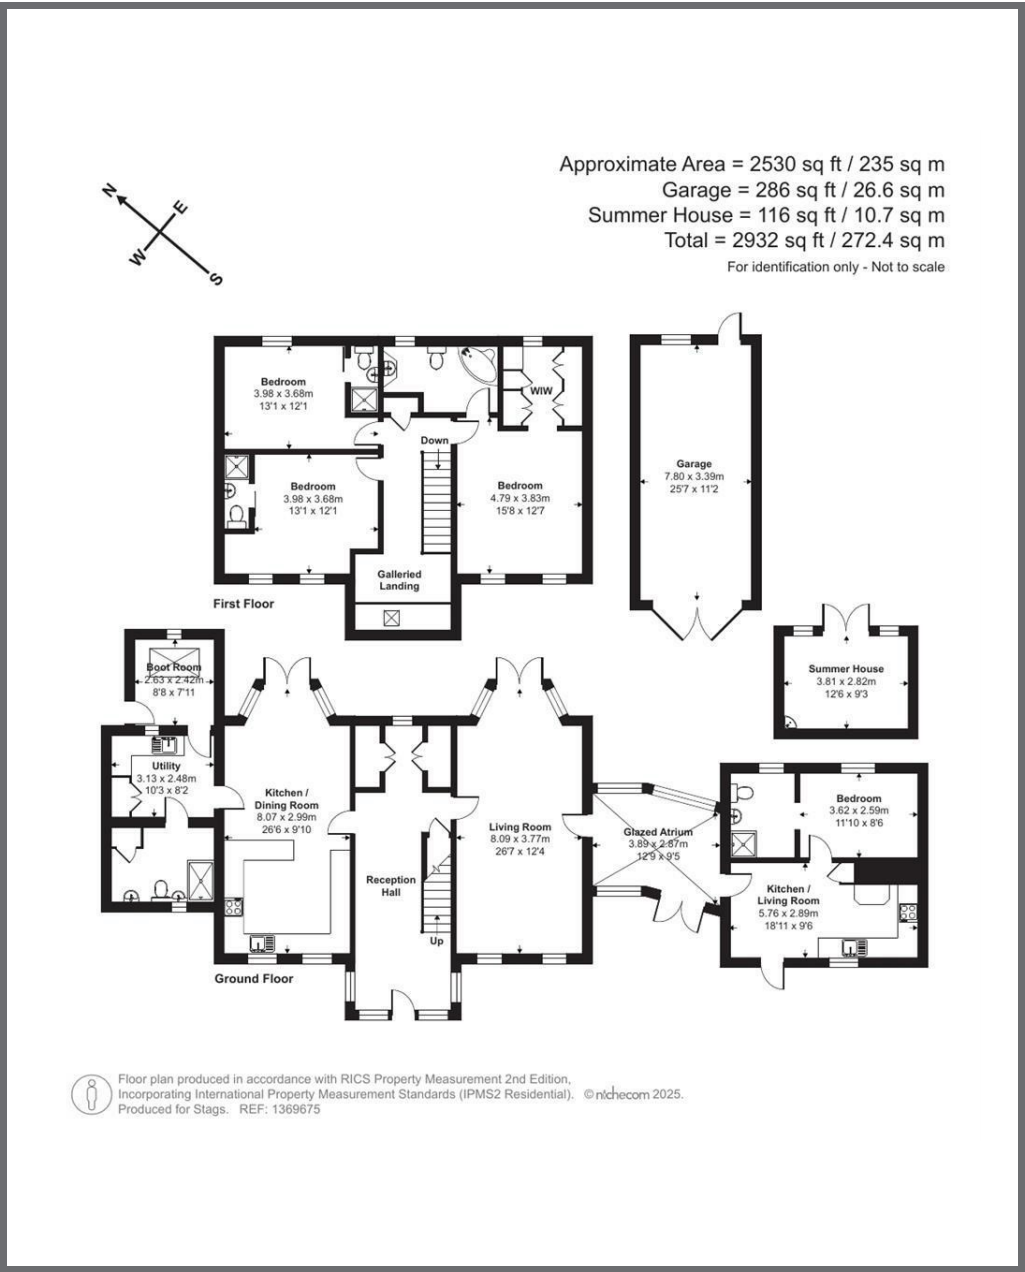 Approximate Area = 2530 sq ft / 235 sq m
Garage = 286 sq ft / 26.6 sq m
Summer House = 116 sq ft / 10.7 sq m
Total = 2932 sq ft / 272.4 sq m
For identification only - Not to scale
N
E
W
S
Bedroom
3.98 x 3.68m
13'1 x 12'1
WIW
Down
Bedroom
3.98 x 3.68m
13'1 x 12'1
Bedroom
4.79 x 3.83m
15'8 x 12'7
Galleried
Landing
First Floor
Garage
7.80 x 3.39m
25'7 x 11'2
Summer House
3.81 x 2.82m
12'6 x 9'3
Boot Room
2.63 x 2.42m
8'8 x 7'11
Utility
3.13 x 2.48m
10'3 x 8'2
Kitchen /
Dining Room
8.07 x 2.99m
26'6 x 9'10
Reception
Hall
Up
Living Room
8.09 x 3.77m
26'7 x 12'4
Glazed Atrium
3.89 x 2.87m
12'9 x 9'5
Bedroom
3.62 x 2.59m
11'10 x 8'6
Kitchen /
Living Room
5.76 x 2.89m
18'11 x 9'6
Ground Floor
Floor plan produced in accordance with RICS Property Measurement 2nd Edition,
Incorporating International Property Measurement Standards (IPMS2 Residential). © nichecom 2025.
Produced for Stags. REF: 1369675